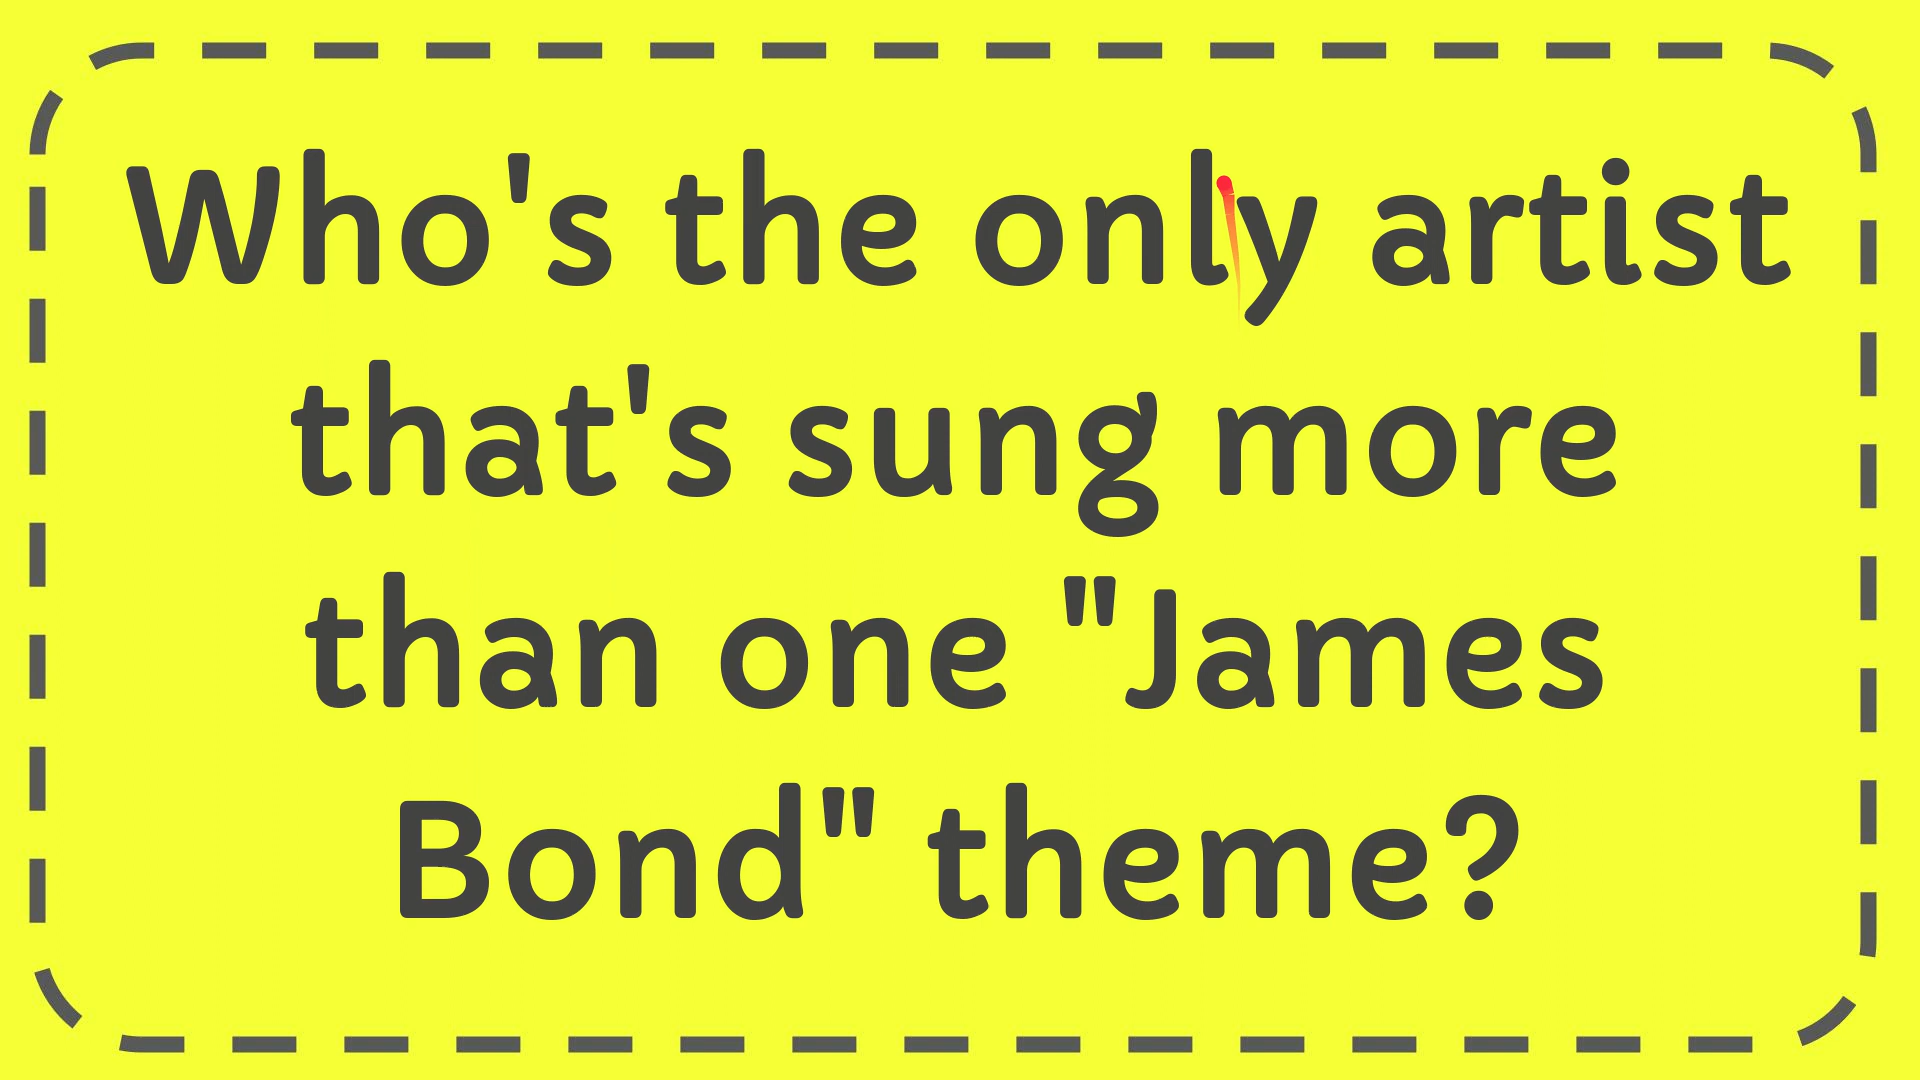 Who's the only artist
that's sung more
than one "James
Bond" theme?